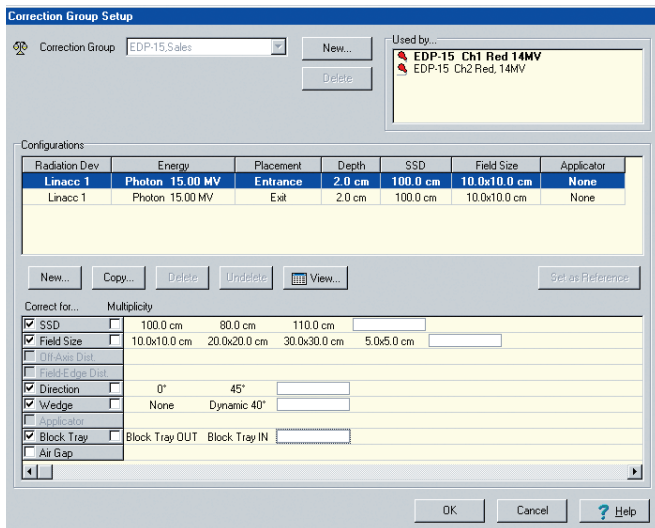 Correction Group Setup
Correction Group EDP-15,Sales New... Used by...
Delete EDP-15 Ch1 Red 14MV
EDP-15 Ch2 Red, 14MV
Configurations
Radiation Dev Energy Placement Depth SSD Field Size Applicator
Linacc 1 Photon 15.00 MV Entrance 2.0 cm 100.0 cm 10.0x10.0 cm None
Linacc 1 Photon 15.00 MV Exit 2.0 cm 100.0 cm 10.0x10.0 cm None
New... Copy... Delete Undelete View... Set as Reference
Correct for... Multiplicity
SSD 100.0 cm 80.0 cm 110.0 cm
Field Size 10.0x10.0 cm 20.0x20.0 cm 30.0x30.0 cm 5.0x5.0 cm
Off-Axis Dist.
Field-Edge Dist.
Direction 0° 45°
Wedge None Dynamic 40°
Applicator
Block Tray Block Tray OUT Block Tray IN
Air Gap
OK Cancel ? Help